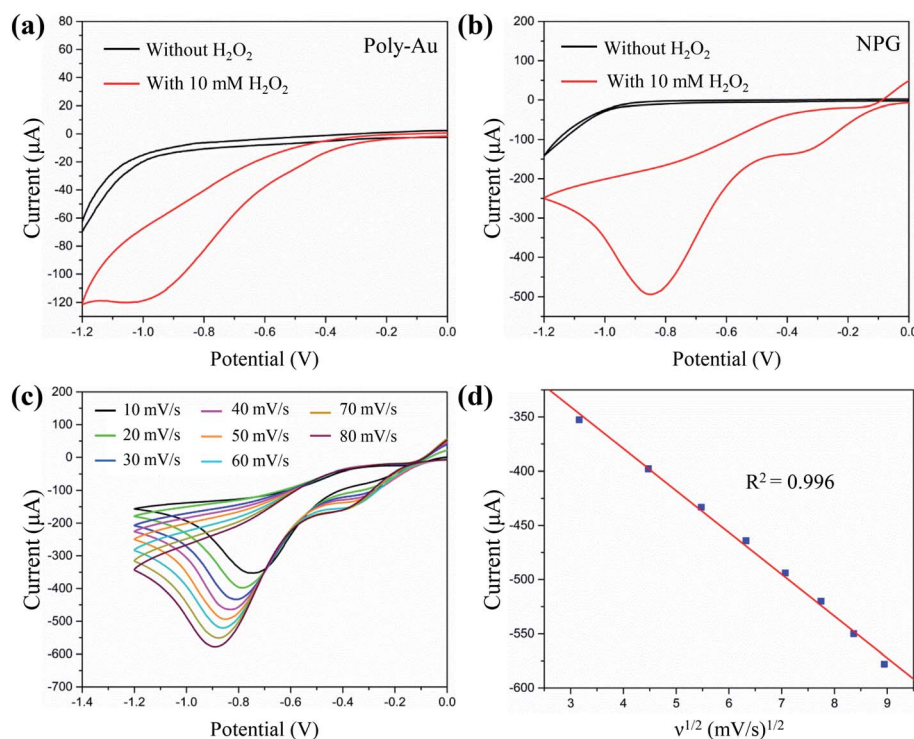 (a)
80
60
40
20
0
-20
-40
-60
-80
-100
-120
Without H₂O₂
With 10 mM H₂O₂
Poly-Au
Current (μA)
-1.2 -1.0 -0.8 -0.6 -0.4 -0.2 0.0
Potential (V)
(b)
200
100
0
-100
-200
-300
-400
-500
Without H₂O₂
With 10 mM H₂O₂
NPG
Current (μA)
-1.2 -1.0 -0.8 -0.6 -0.4 -0.2 0.0
Potential (V)
(c)
200
100
0
-100
-200
-300
-400
-500
-600
-700
10 mV/s 40 mV/s 70 mV/s
20 mV/s 50 mV/s 80 mV/s
30 mV/s 60 mV/s
Current (μA)
-1.4 -1.2 -1.0 -0.8 -0.6 -0.4 -0.2 0.0
Potential (V)
(d)
-350
-400
-450
-500
-550
-600
R² = 0.996
Current (μA)
3 4 5 6 7 8 9
ν^1/2 (mV/s)^1/2